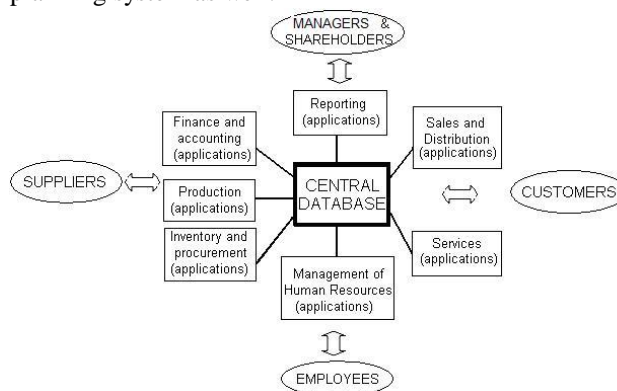 planning system as
MANAGERS &
SHAREHOLDERS
Reporting
(applications)
Finance and
accounting
(applications)
Sales and
Distribution
(applications)
SUPPLIERS
Production
(applications)
CENTRAL
DATABASE
CUSTOMERS
Inventory and
procurement
(applications)
Services
(applications)
Management of
Human Resources
(applications)
EMPLOYEES